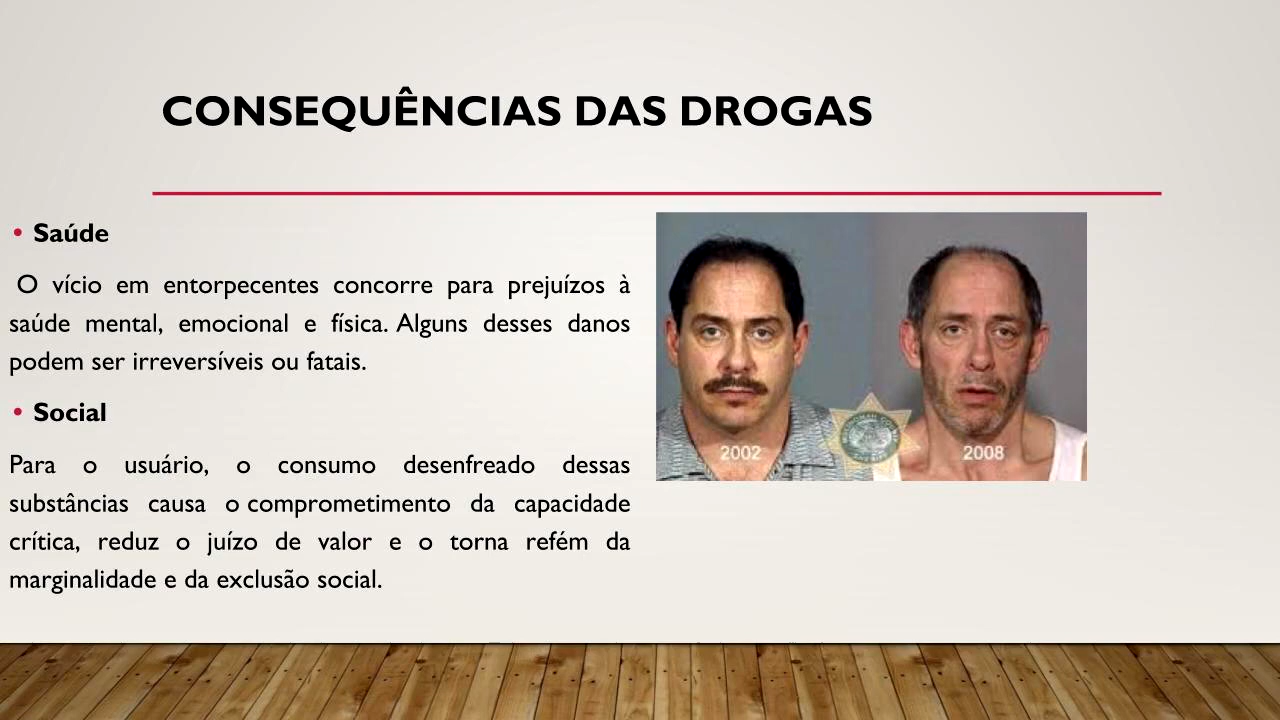 CONSEQUÊNCIAS DAS DROGAS
• Saúde
O vício em entorpecentes concorre para prejuízos à
saúde mental, emocional e física. Alguns desses danos
podem ser irreversíveis ou fatais.
• Social
Para o usuário, o consumo desenfreado dessas
substâncias causa o comprometimento da capacidade
crítica, reduz o juízo de valor e o torna refém da
marginalidade e da exclusão social.
2002
2008